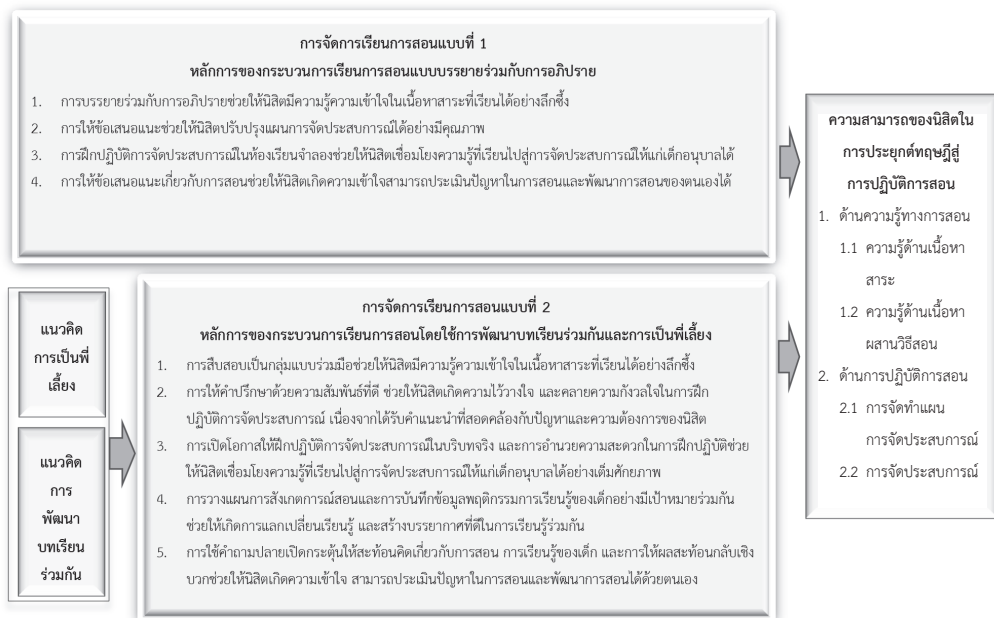 การจัดการเรียนการสอนแบบที่ 1
หลักการของกระบวนการเรียนการสอนแบบบรรยายร่วมกับการอภิปราย
1. การบรรยายร่วมกับการอภิปรายช่วยให้นิสิตมีความรู้ความเข้าใจในเนื้อหาสาระที่เรียนได้อย่างลึกซึ้ง
2. การให้ข้อเสนอแนะช่วยให้นิสิตปรับปรุงแผนการจัดประสบการณ์ได้อย่างมีคุณภาพ
3. การฝึกปฏิบัติการจัดประสบการณ์ในห้องเรียนจำลองช่วยให้นิสิตเชื่อมโยงความรู้ที่เรียนไปสู่การจัดประสบการณ์ให้แก่เด็กอนุบาลได้
4. การให้ข้อเสนอแนะเกี่ยวกับการสอนช่วยให้นิสิตเกิดความเข้าใจสามารถประเมินปัญหาในการสอนและพัฒนาการสอนของตนเองได้
แนวคิด
การเป็นพี่
เลี้ยง
แนวคิด
การ
พัฒนา
บทเรียน
ร่วมกัน
การจัดการเรียนการสอนแบบที่ 2
หลักการของกระบวนการเรียนการสอนโดยใช้การพัฒนาบทเรียนร่วมกันและการเป็นพี่เลี้ยง
1. การสืบสอบเป็นกลุ่มแบบร่วมมือช่วยให้นิสิตมีความรู้ความเข้าใจในเนื้อหาสาระที่เรียนได้อย่างลึกซึ้ง
2. การให้คำปรึกษาด้วยความสัมพันธ์ที่ดี ช่วยให้นิสิตเกิดความไว้วางใจ และคลายความกังวลใจในการฝึก
ปฏิบัติการจัดประสบการณ์ เนื่องจากได้รับคำแนะนำที่สอดคล้องกับปัญหาและความต้องการของนิสิต
3. การเปิดโอกาสให้ฝึกปฏิบัติการจัดประสบการณ์ในบริบทจริง และการอำนวยความสะดวกในการฝึกปฏิบัติช่วย
ให้นิสิตเชื่อมโยงความรู้ที่เรียนไปสู่การจัดประสบการณ์ให้แก่เด็กอนุบาลได้อย่างเต็มศักยภาพ
4. การวางแผนการสังเกตการณ์สอนและการบันทึกข้อมูลพฤติกรรมการเรียนรู้ของเด็กอย่างมีเป้าหมายร่วมกัน
ช่วยให้เกิดการแลกเปลี่ยนเรียนรู้ และสร้างบรรยากาศที่ดีในการเรียนรู้ร่วมกัน
5. การใช้คำถามปลายเปิดกระตุ้นให้สะท้อนคิดเกี่ยวกับการสอน การเรียนรู้ของเด็ก และการให้ผลสะท้อนกลับเชิง
บวกช่วยให้นิสิตเกิดความเข้าใจ สามารถประเมินปัญหาในการสอนและพัฒนาการสอนได้ด้วยตนเอง
ความสามารถของนิสิตใน
การประยุกต์ทฤษฎีสู่
การปฏิบัติการสอน
1. ด้านความรู้ทางการสอน
1.1 ความรู้ด้านเนื้อหา
สาระ
1.2 ความรู้ด้านเนื้อหา
ผสานวิธีสอน
2. ด้านการปฏิบัติการสอน
2.1 การจัดทำแผน
การจัดประสบการณ์
2.2 การจัดประสบการณ์